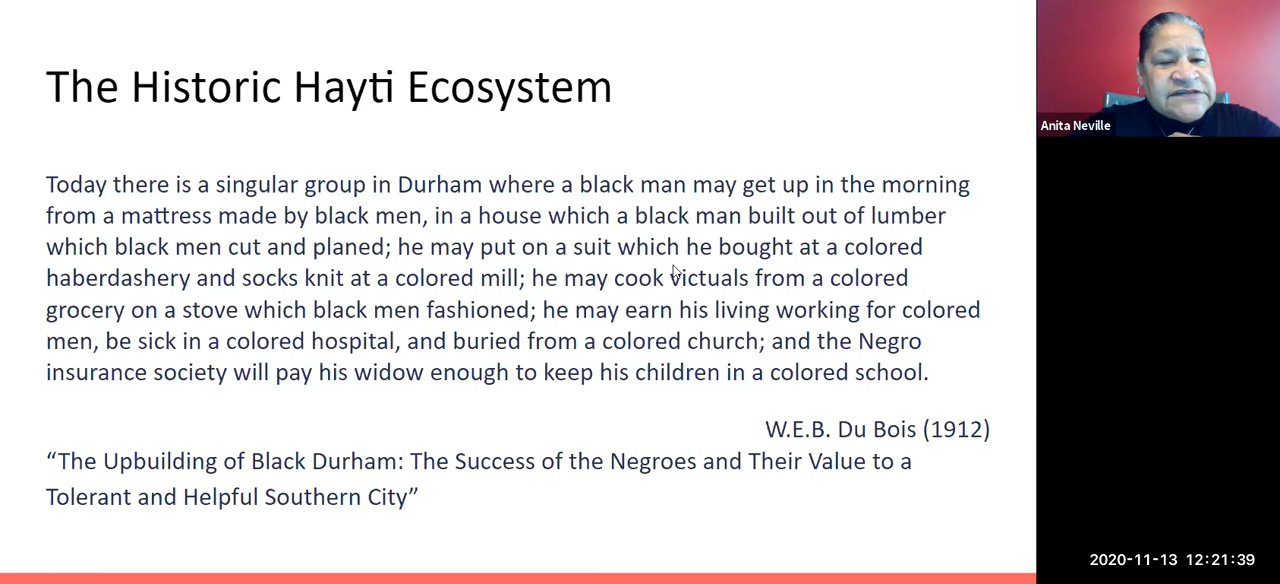 The Historic Hayti Ecosystem
Today there is a singular group in Durham where a black man may get up in the morning
from a mattress made by black men, in a house which a black man built out of lumber
which black men cut and planed; he may put on a suit which he bought at a colored
haberdashery and socks knit at a colored mill; he may cook victuals from a colored
grocery on a stove which black men fashioned; he may earn his living working for colored
men, be sick in a colored hospital, and buried from a colored church; and the Negro
insurance society will pay his widow enough to keep his children in a colored school.
W.E.B. Du Bois (1912)
“The Upbuilding of Black Durham: The Success of the Negroes and Their Value to a
Tolerant and Helpful Southern City”
Anita Neville
2020-11-13 12:21:39